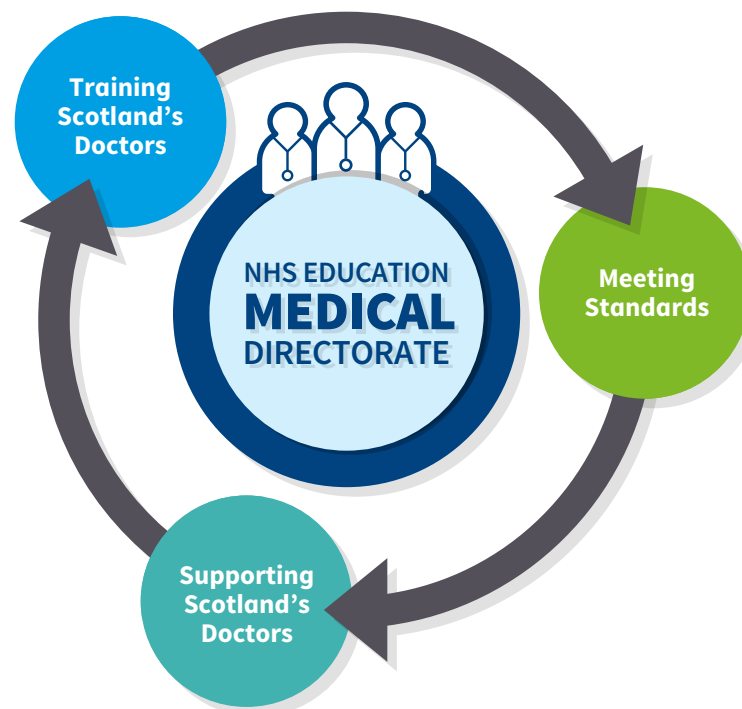 Training
Scotland’s
Doctors
NHS EDUCATION
MEDICAL
DIRECTORATE
Meeting
Standards
Supporting
Scotland’s
Doctors